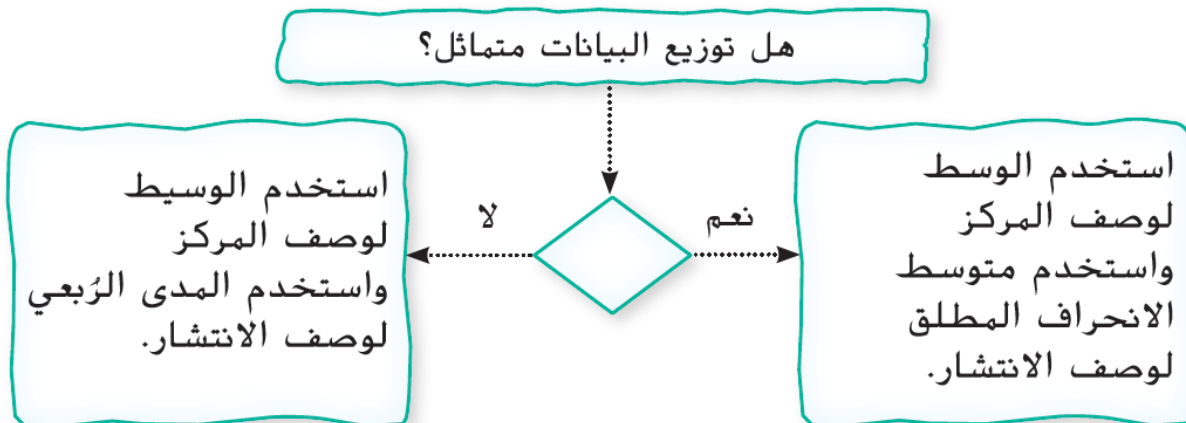 هل توزيع البيانات متماثل؟
نعم
استخدم الوسط
لوصف المركز
واستخدم متوسط
الانحراف المطلق
لوصف الانتشار.
لا
استخدم الوسيط
لوصف المركز
واستخدم المدى الرُبعي
لوصف الانتشار.